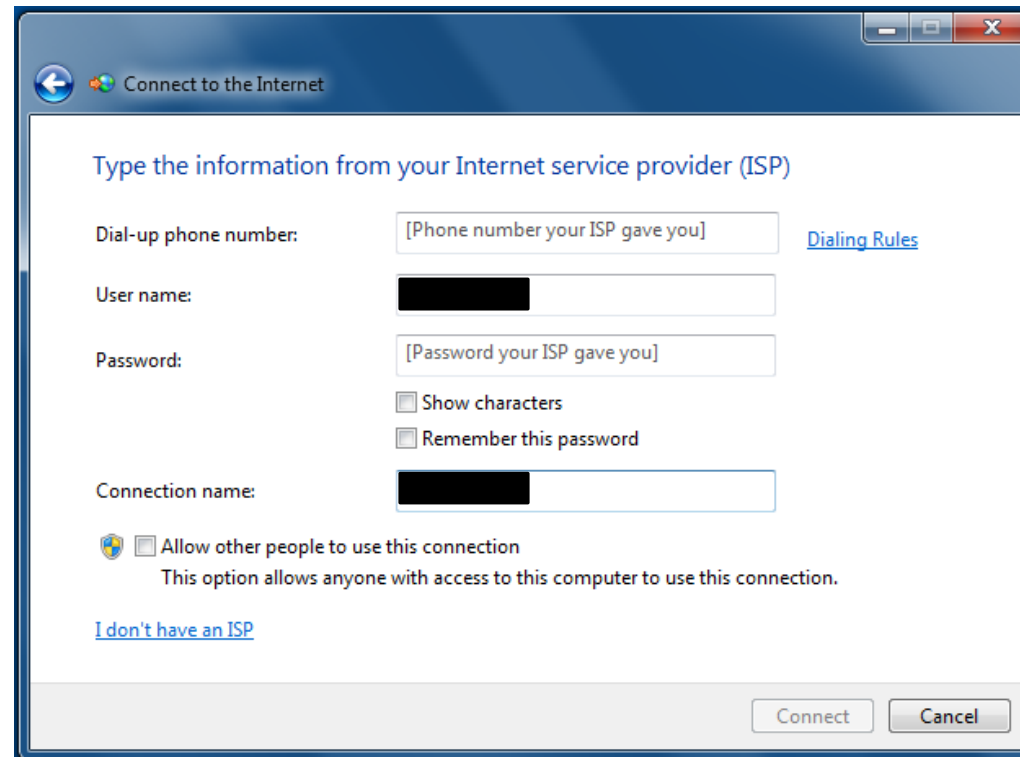 Connect to the Internet
Type the information from your Internet service provider (ISP)
Dial-up phone number: [Phone number your ISP gave you] Dialing Rules
User name:
Password: [Password your ISP gave you]
Show characters
Remember this password
Connection name:
Allow other people to use this connection
This option allows anyone with access to this computer to use this connection.
I don't have an ISP
Connect Cancel